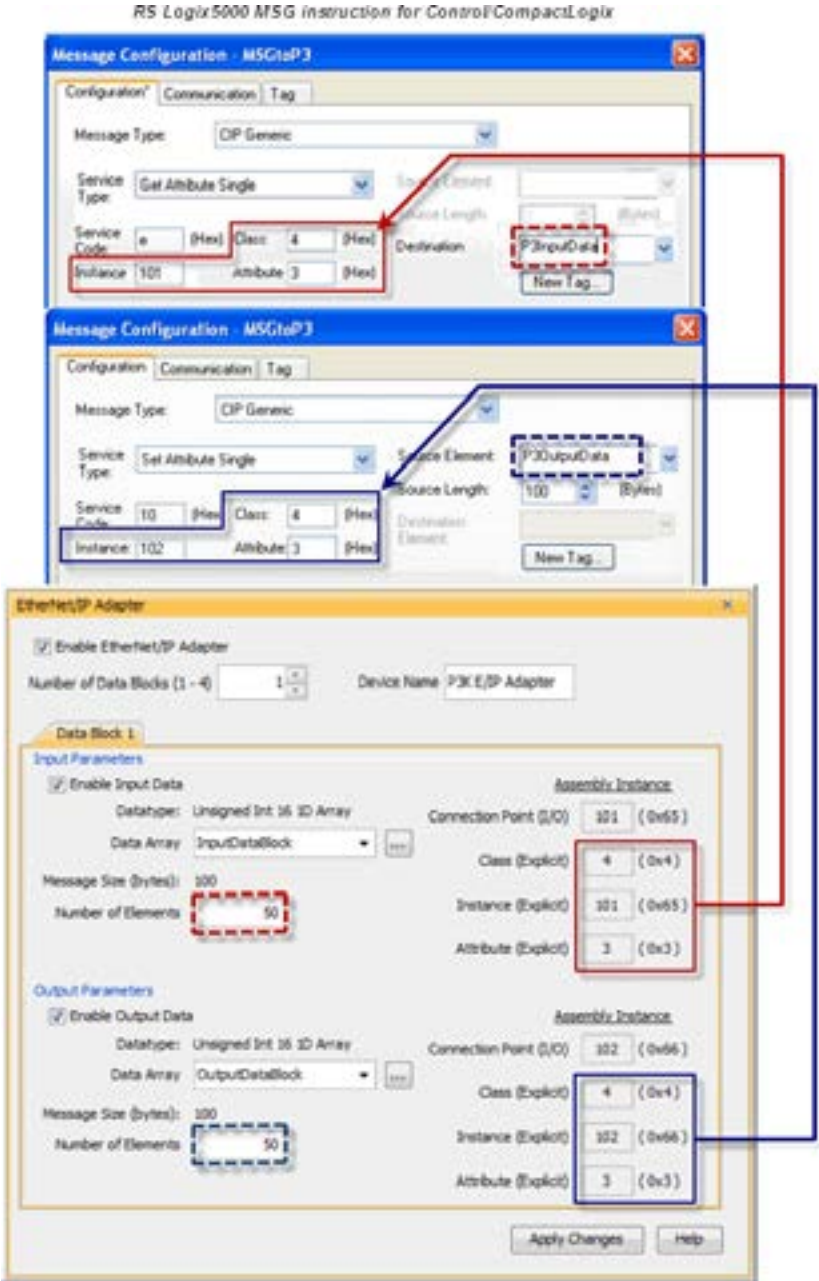 RS Logix5000 MSG instruction for Control/CompactLogix
Message Configuration - MSGtoP3
Configuration* Communication Tag
Message Type: CIP Generic
Service Type: Get Attribute Single
Source Element:
Source Length: (Bytes)
Service Code: e (Hex) Class: 4 (Hex)
Destination P3InputData
Instance: 101 Attribute: 3 (Hex)
New Tag...
Message Configuration - MSGtoP3
Configuration Communication Tag
Message Type: CIP Generic
Service Type: Set Attribute Single
Source Element: P3OutputData
Source Length: 100 (Bytes)
Service Code: 10 (Hex) Class: 4 (Hex)
Destination Element:
Instance: 102 Attribute: 3 (Hex)
New Tag...
EtherNet/IP Adapter
Enable EtherNet/IP Adapter
Number of Data Blocks (1 - 4) 1 Device Name P3K E/IP Adapter
Data Block 1
Input Parameters
Enable Input Data Assembly Instance
Datatype: Unsigned Int 16 1D Array Connection Point (I/O) 101 (0x65)
Data Array InputDataBlock ...
Class (Explicit) 4 (0x4)
Message Size (bytes): 100
Number of Elements 50 Instance (Explicit) 101 (0x65)
Attribute (Explicit) 3 (0x3)
Output Parameters
Enable Output Data Assembly Instance
Datatype: Unsigned Int 16 1D Array Connection Point (I/O) 102 (0x66)
Data Array OutputDataBlock ...
Class (Explicit) 4 (0x4)
Message Size (bytes): 100
Number of Elements 50 Instance (Explicit) 102 (0x66)
Attribute (Explicit) 3 (0x3)
Apply Changes Help